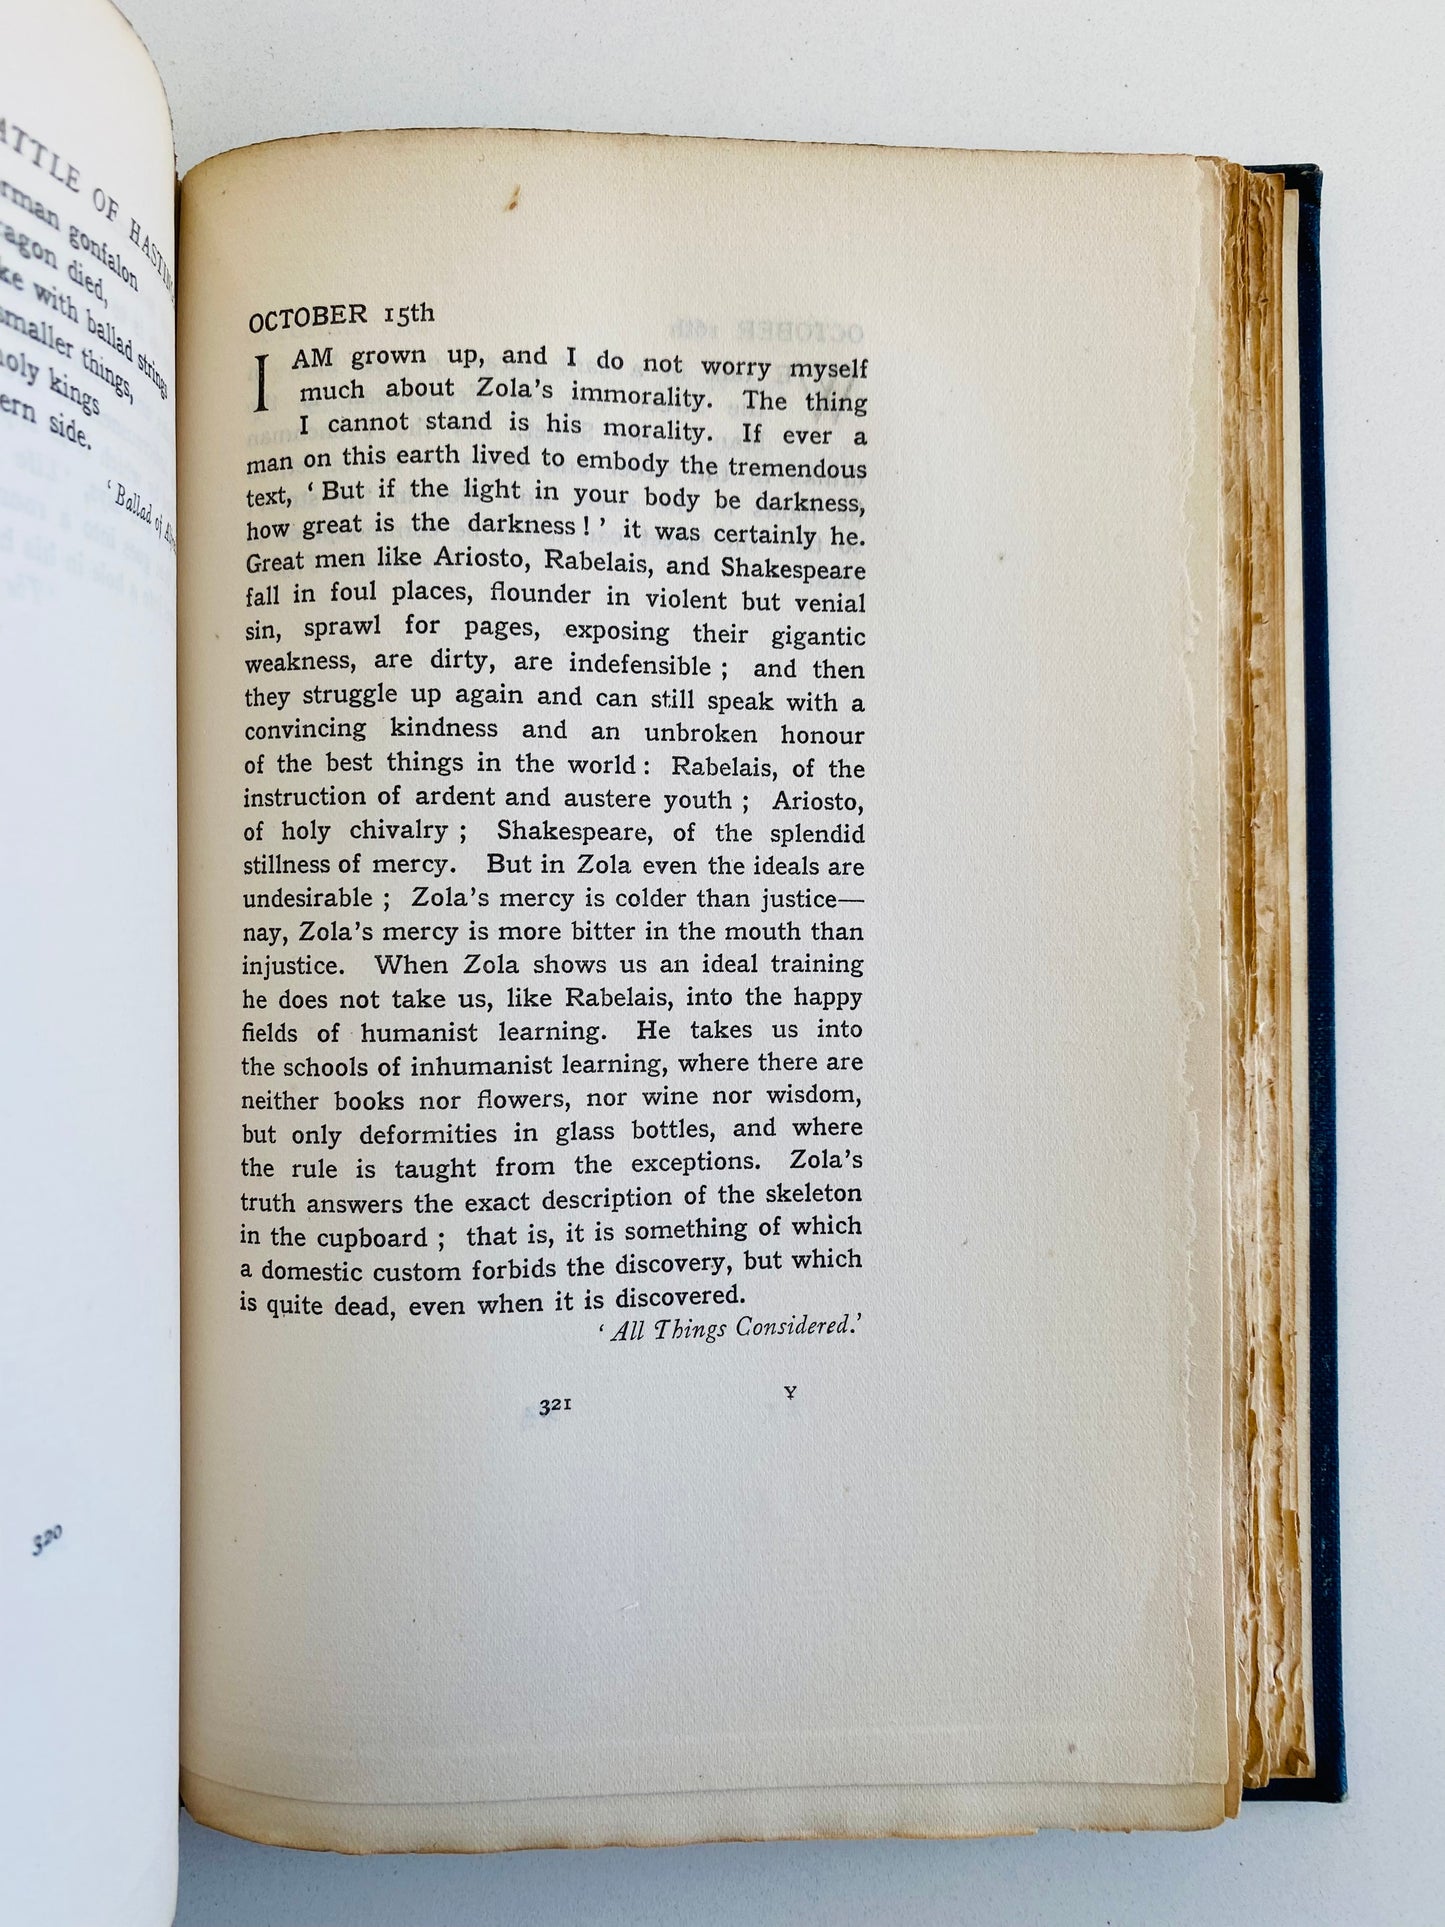 ATTLE OF
gonfalon
died,
with ballad strings
smaller things,
holy kings
side.
'Ballad of
320
OCTOBER 15th
I AM grown up, and I do not worry myself
much about Zola's immorality. The thing
I cannot stand is his morality. If ever a
man on this earth lived to embody the tremendous
text, 'But if the light in your body be darkness,
how great is the darkness!' it was certainly he.
Great men like Ariosto, Rabelais, and Shakespeare
fall in foul places, flounder in violent but venial
sin, sprawl for pages, exposing their gigantic
weakness, are dirty, are indefensible; and then
they struggle up again and can still speak with a
convincing kindness and an unbroken honour
of the best things in the world: Rabelais, of the
instruction of ardent and austere youth; Ariosto,
of holy chivalry; Shakespeare, of the splendid
stillness of mercy. But in Zola even the ideals are
undesirable; Zola's mercy is colder than justice—
nay, Zola's mercy is more bitter in the mouth than
injustice. When Zola shows us an ideal training
he does not take us, like Rabelais, into the happy
fields of humanist learning. He takes us into
the schools of inhumanist learning, where there are
neither books nor flowers, nor wine nor wisdom,
but only deformities in glass bottles, and where
the rule is taught from the exceptions. Zola's
truth answers the exact description of the skeleton
in the cupboard; that is, it is something of which
a domestic custom forbids the discovery, but which
is quite dead, even when it is discovered.
'All Things Considered.'
321 Y